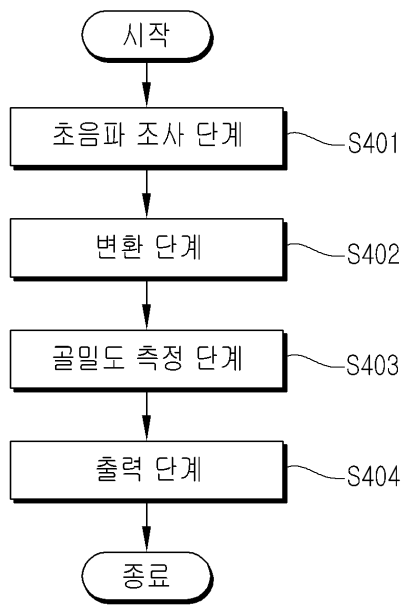 시작
초음파 조사 단계
S401
변환 단계
S402
골밀도 측정 단계
S403
출력 단계
S404
종료